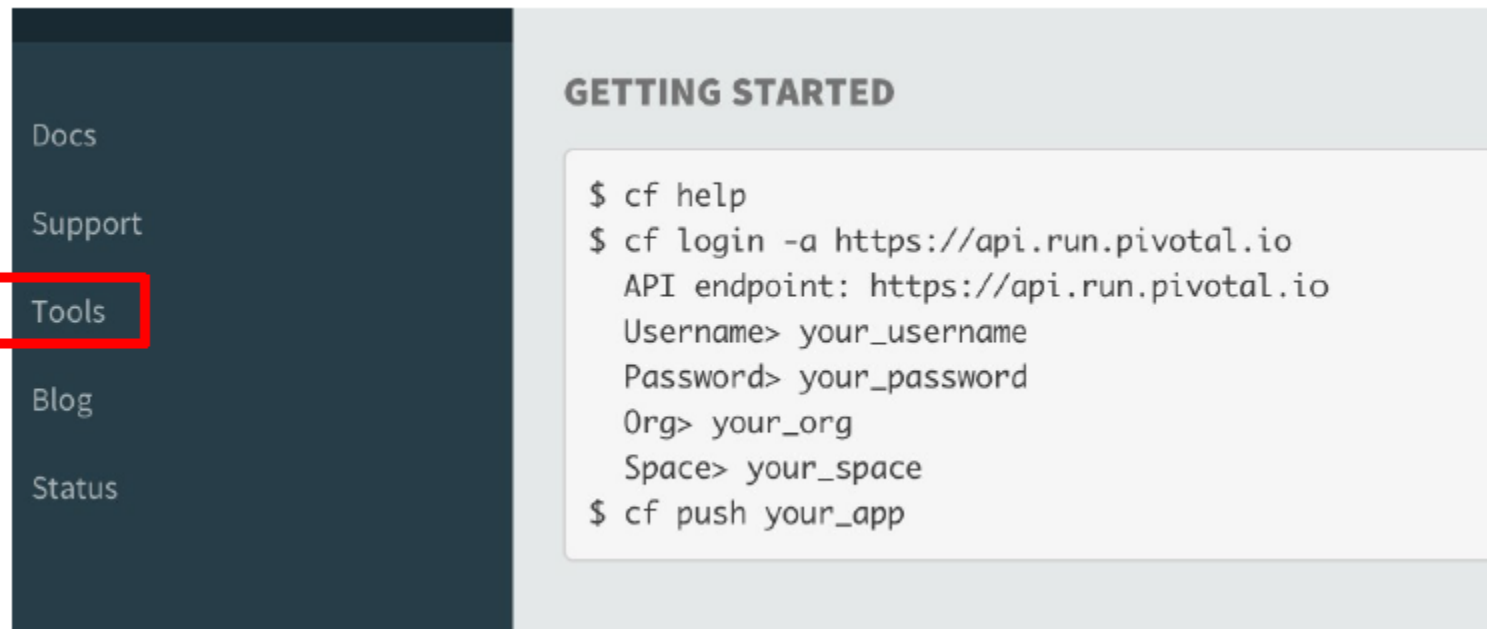 Docs
Support
Tools
Blog
Status
GETTING STARTED
$ cf help
$ cf login -a https://api.run.pivotal.io
API endpoint: https://api.run.pivotal.io
Username> your_username
Password> your_password
Org> your_org
Space> your_space
$ cf push your_app